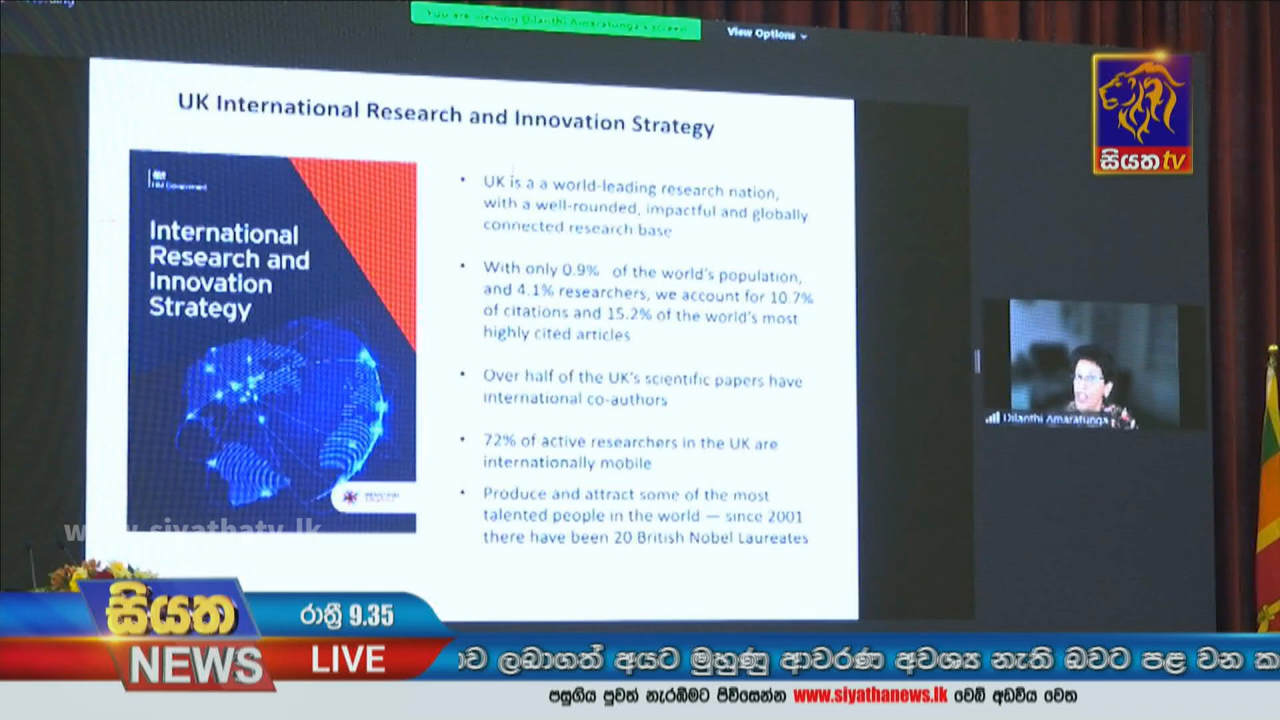 View Options
සියත tv
UK International Research and Innovation Strategy
HM Government
International
Research and
Innovation
Strategy
• UK is a a world-leading research nation,
with a well-rounded, impactful and globally
connected research base
• With only 0.9% of the world's population,
and 4.1% researchers, we account for 10.7%
of citations and 15.2% of the world's most
highly cited articles
• Over half of the UK's scientific papers have
international co-authors
• 72% of active researchers in the UK are
internationally mobile
• Produce and attract some of the most
talented people in the world — since 2001
there have been 20 British Nobel Laureates
Dilanthi Amaratunga
www.siyathatv.lk
සියත
NEWS
රාත්‍රී 9.35
LIVE
ලබාගත් අයට මුහුණු ආවරණ අවශ්‍ය නැති බවට පළ වන
පසුගිය පුවත් නැරඹීමට පිවිසෙන්න www.siyathanews.lk වෙබ් අඩවිය වෙත